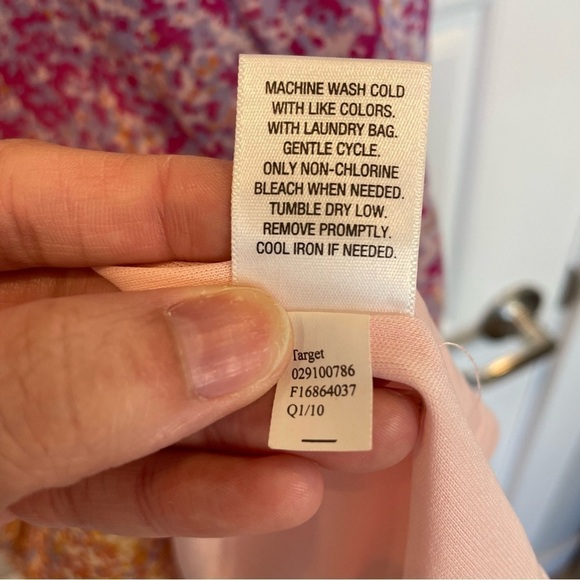 MACHINE WASH COLD
WITH LIKE COLORS.
WITH LAUNDRY BAG.
GENTLE CYCLE.
ONLY NON-CHLORINE
BLEACH WHEN NEEDED.
TUMBLE DRY LOW.
REMOVE PROMPTLY.
COOL IRON IF NEEDED.
Target
029100786
F16864037
Q1/10